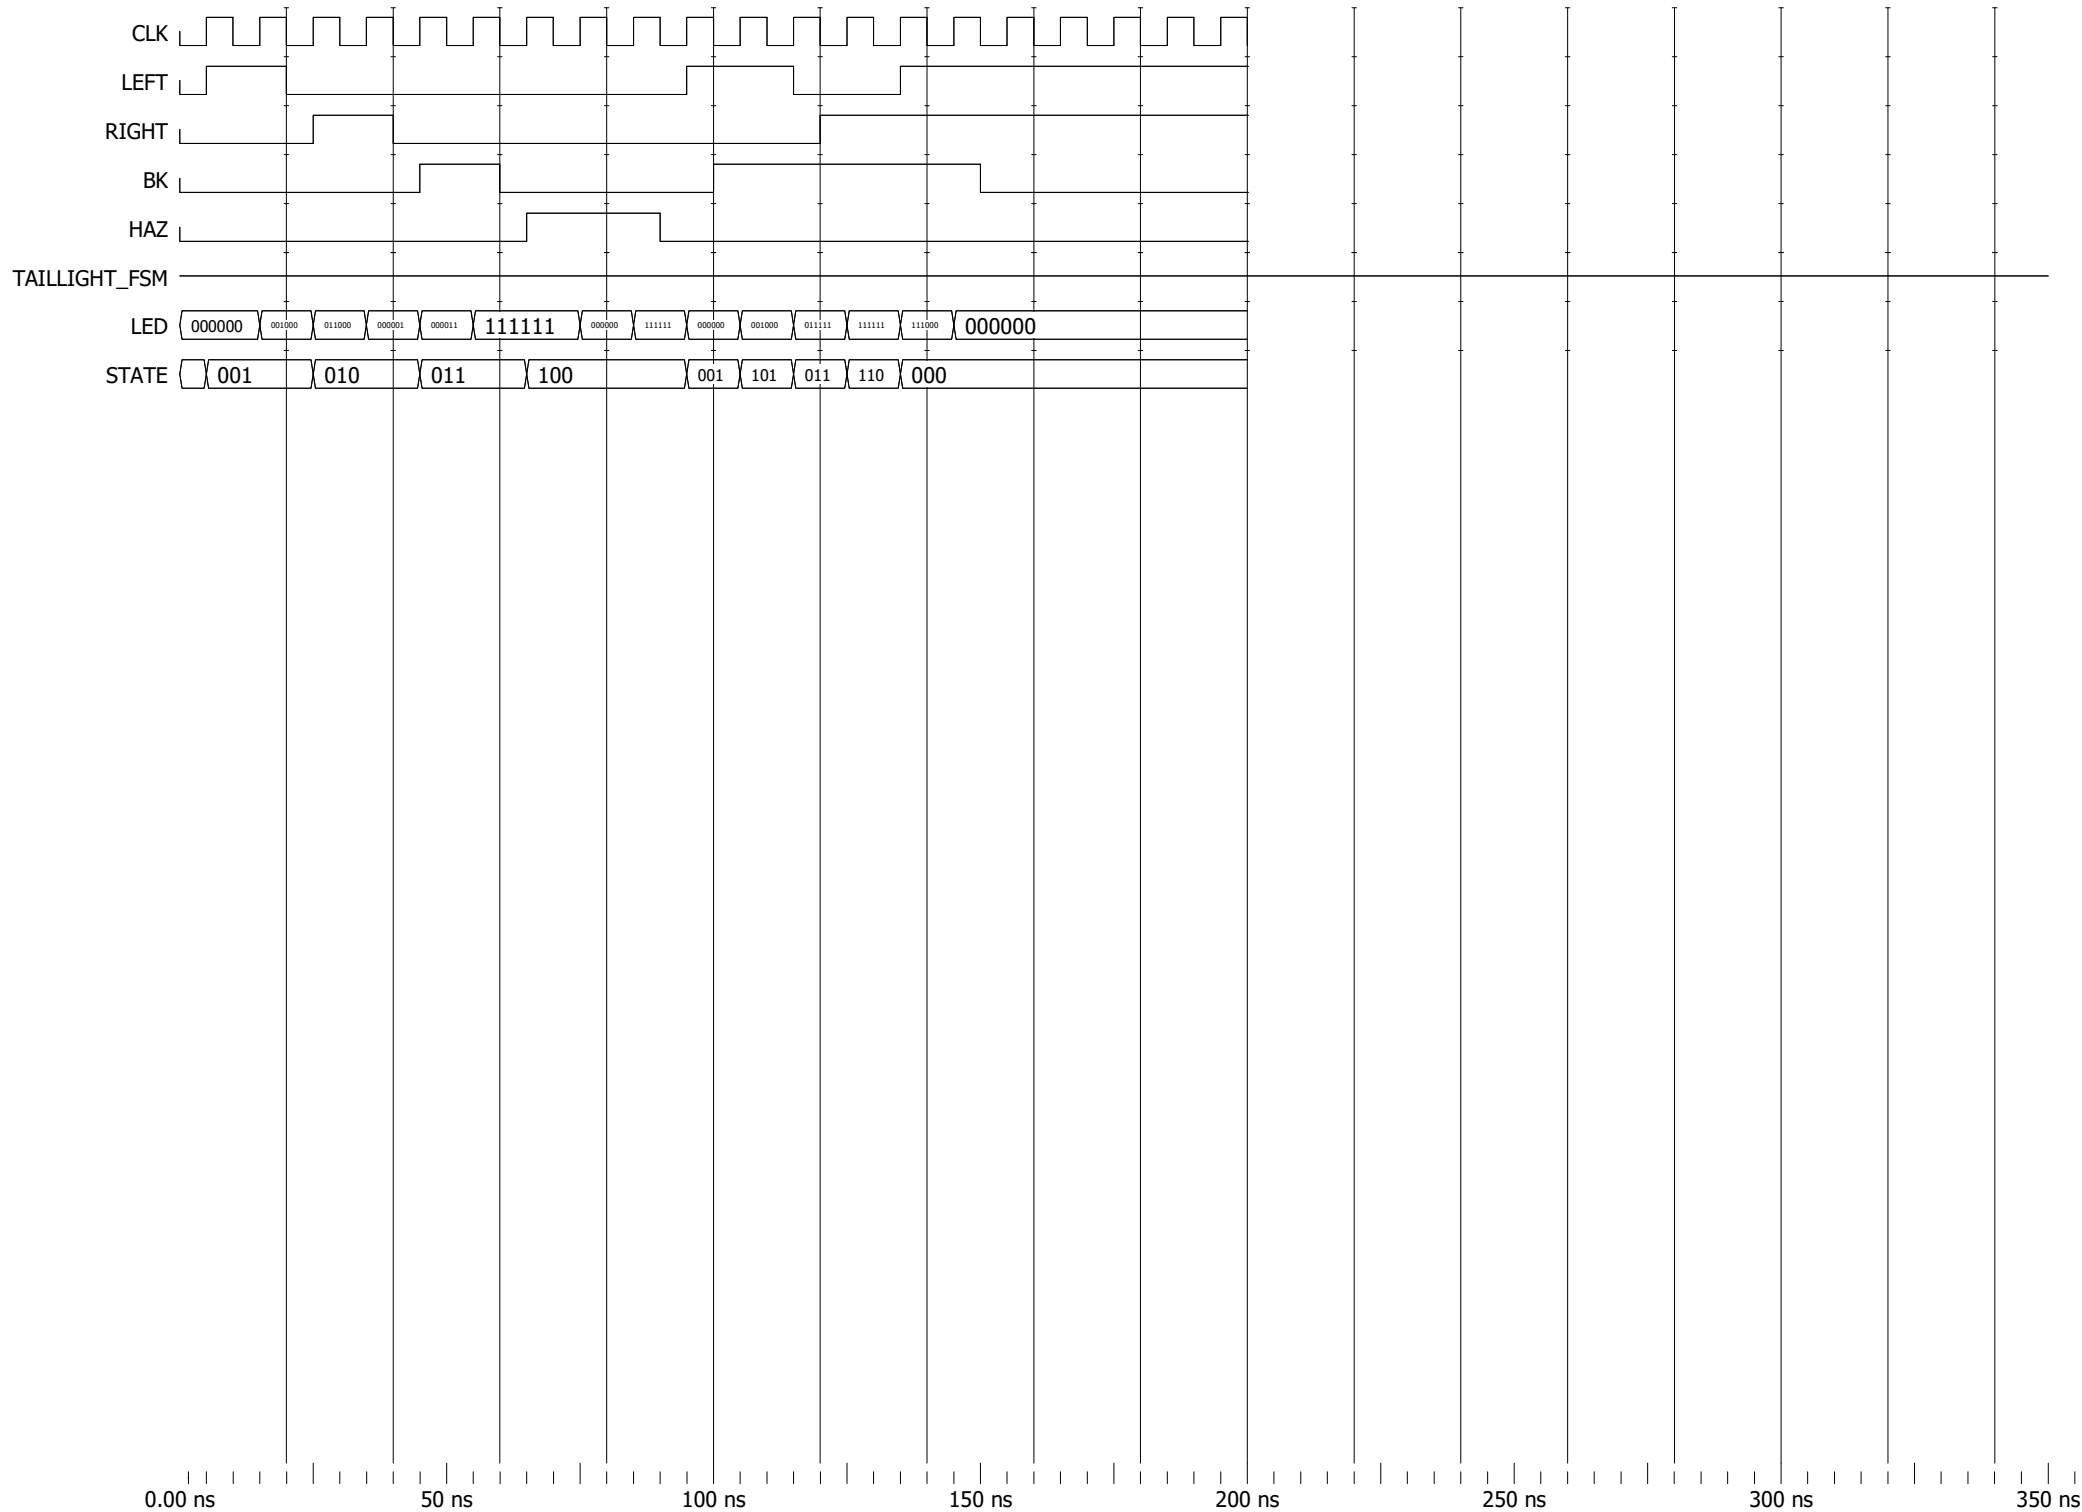 CLK
LEFT
RIGHT
BK
HAZ
TAILLIGHT_FSM
LED 000000 001000 011000 000001 000011 111111 000000 111111 000000 001000 011111 111111 111000 000000
STATE 001 010 011 100 001 101 011 110 000
0.00 ns 50 ns 100 ns 150 ns 200 ns 250 ns 300 ns 350 ns